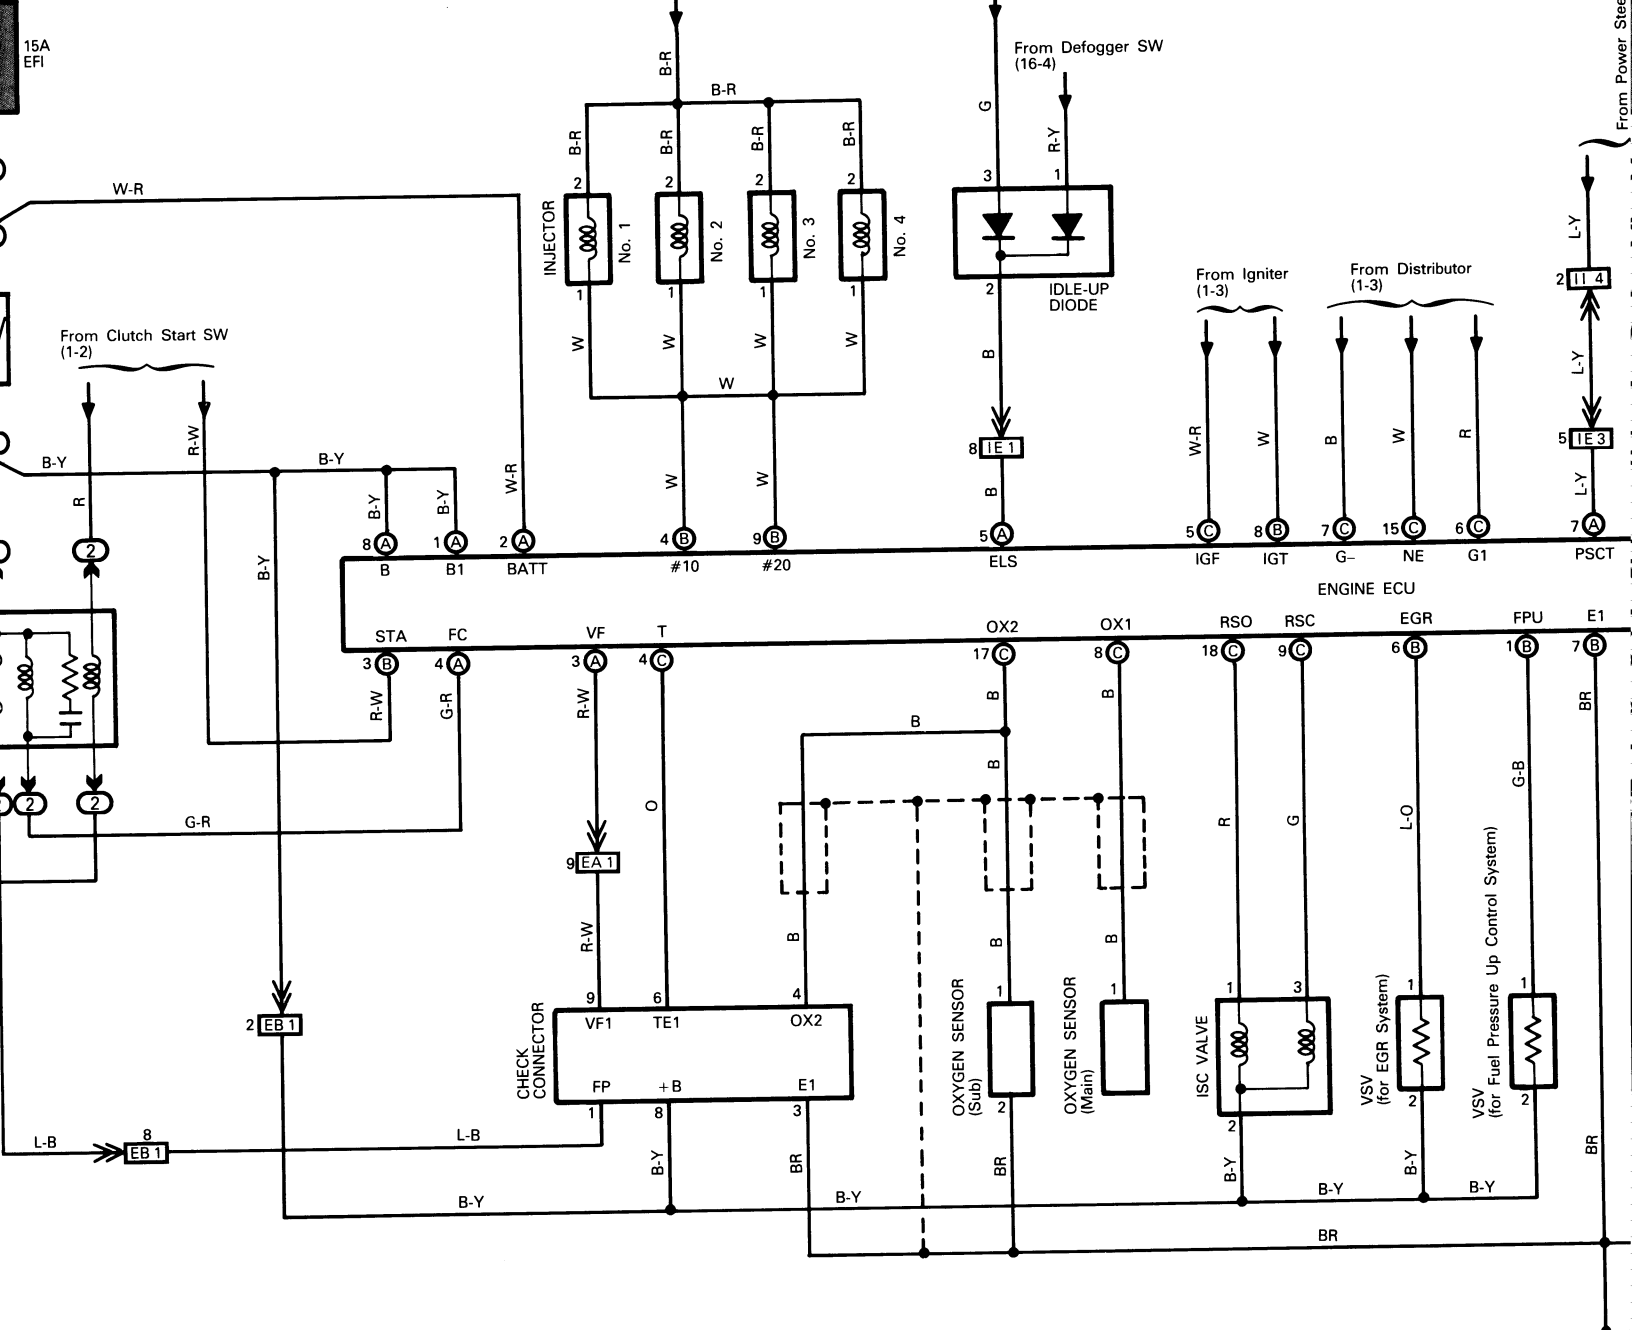 15A
EFI
B-R
B-R
B-R
B-R
B-R
B-R
G
From Defogger SW
(16-4)
R-Y
From Power Stee
W-R
2
2
2
2
INJECTOR
No. 1
No. 2
No. 3
No. 4
1
1
1
1
3
1
2
IDLE-UP
DIODE
L-Y
2
II 4
From Igniter
(1-3)
From Distributor
(1-3)
From Clutch Start SW
(1-2)
W
W
W
W
W
B
L-Y
R-W
B-Y
B-Y
R
B-Y
B-Y
W-R
W
W
8
IE 1
B
W-R
W
B
W
R
5
IE 3
L-Y
2
8 A
1 A
2 A
4 B
9 B
5 A
5 C
8 B
7 C
15 C
6 C
7 A
B
B1
BATT
#10
#20
ELS
IGF
IGT
G–
NE
G1
PSCT
B-Y
ENGINE ECU
STA
FC
VF
T
OX2
OX1
RSO
RSC
EGR
FPU
E1
3 B
4 A
3 A
4 C
17 C
8 C
18 C
9 C
6 B
1 B
7 B
R-W
G-R
R-W
B
B
BR
B
B
G-B
O
R
G
L-O
2
2
G-R
9
EA 1
R-W
B
B
B
2
EB 1
CHECK
CONNECTOR
9
6
4
VF1
TE1
OX2
FP
+B
E1
1
8
3
OXYGEN SENSOR
(Sub)
1
2
OXYGEN SENSOR
(Main)
1
ISC VALVE
1
3
2
VSV
(for EGR System)
1
2
VSV
(for Fuel Pressure Up Control System)
1
2
L-B
8
EB 1
L-B
B-Y
BR
BR
B-Y
B-Y
BR
B-Y
B-Y
B-Y
B-Y
BR